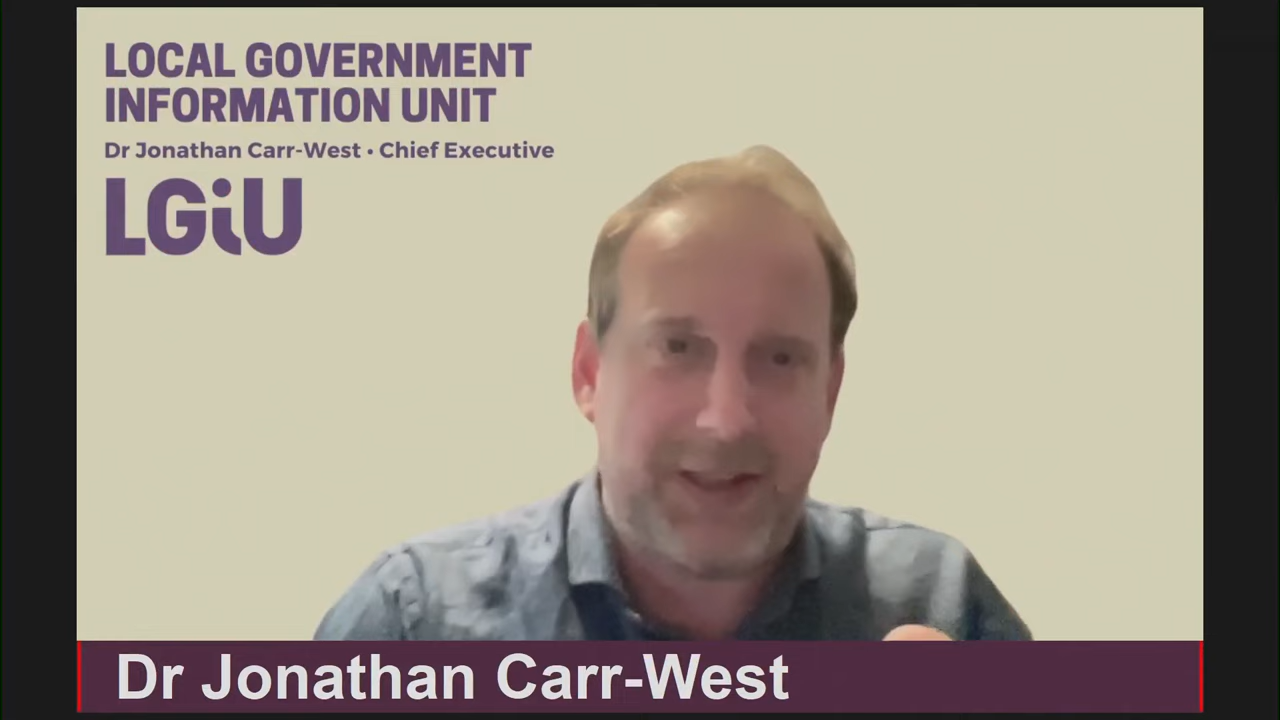 LOCAL GOVERNMENT
INFORMATION UNIT
Dr Jonathan Carr-West • Chief Executive
LGiU
Dr Jonathan Carr-West